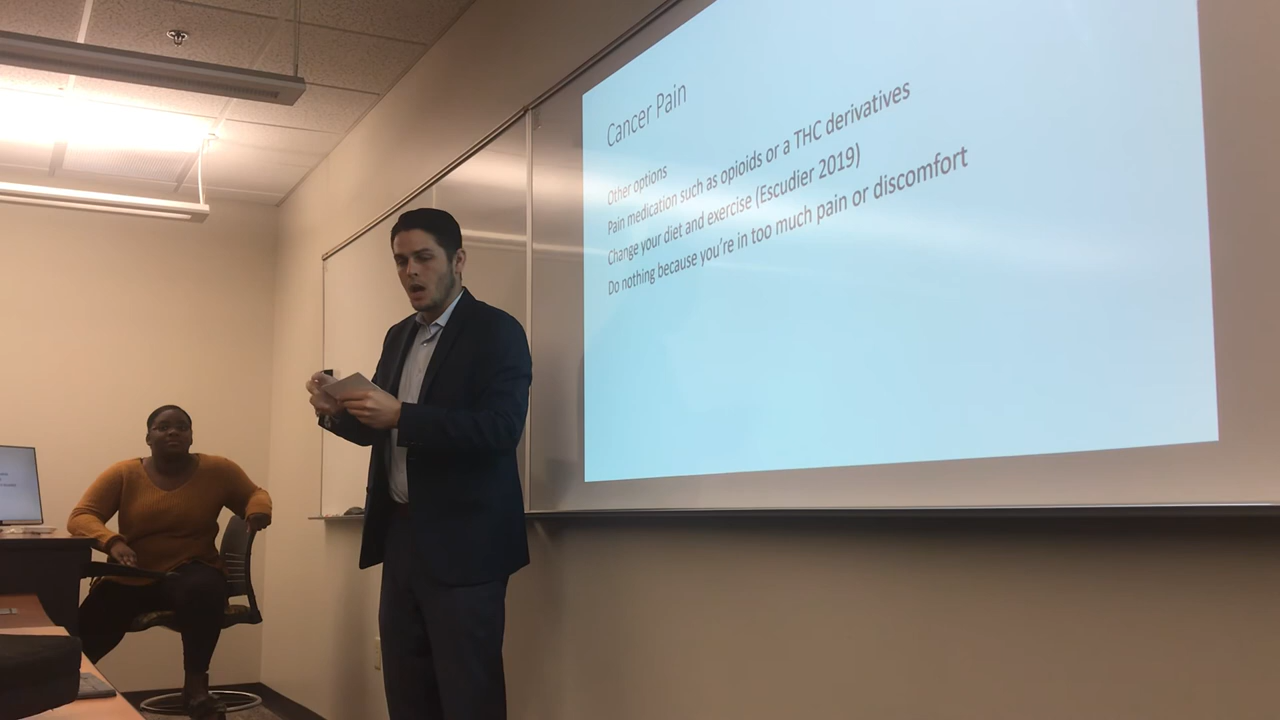 Cancer Pain
Other options
Pain medication such as opioids or a THC derivatives
Change your diet and exercise (Escudier 2019)
Do nothing because you're in too much pain or discomfort